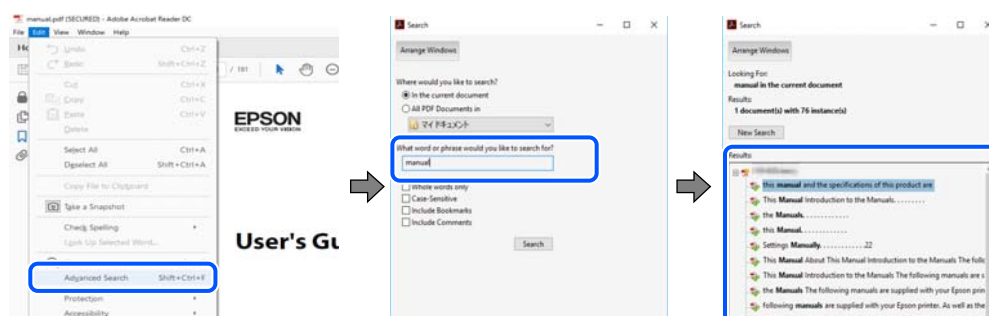 manual.pdf (SECURED) - Adobe Acrobat Reader DC
File Edit View Window Help
Undo Ctrl+Z
Redo Shift+Ctrl+Z
Cut Ctrl+X
Copy Ctrl+C
Paste Ctrl+V
Delete
Select All Ctrl+A
Deselect All Shift+Ctrl+A
Copy File to Clipboard
Take a Snapshot
Check Spelling
Look Up Selected Word...
Advanced Search Shift+Ctrl+F
Protection
Accessibility
/ 181
EPSON
EXCEED YOUR VISION
User's Gu
Search
Arrange Windows
Where would you like to search?
In the current document
All PDF Documents in
マイドキュメント
What word or phrase would you like to search for?
manual
Whole words only
Case-Sensitive
Include Bookmarks
Include Comments
Search
Search
Arrange Windows
Looking For:
manual in the current document
Results:
1 document(s) with 76 instance(s)
New Search
Results:
this manual and the specifications of this product are
This Manual Introduction to the Manuals. . . . . . . .
the Manuals. . . . . . . . . . . .
this Manual. . . . . . . . . . . .
Settings Manually. . . . . . . . . . . .22
This Manual About This Manual Introduction to the Manuals The follo
This Manual Introduction to the Manuals The following manuals are s
the Manuals The following manuals are supplied with your Epson prin
following manuals are supplied with your Epson printer. As well as the